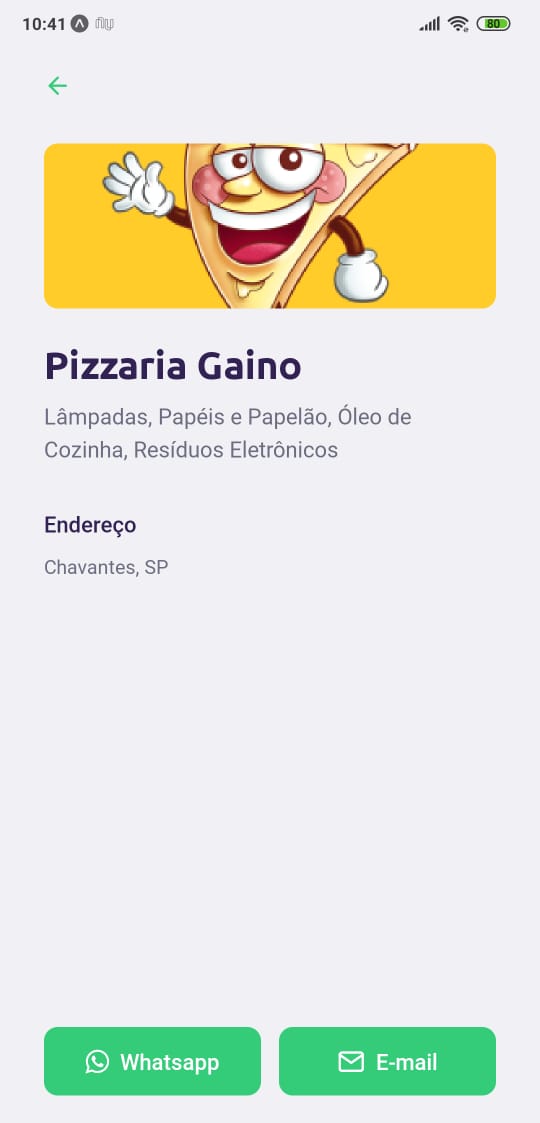 10:41
80
Pizzaria Gaino
Lâmpadas, Papéis e Papelão, Óleo de
Cozinha, Resíduos Eletrônicos
Endereço
Chavantes, SP
Whatsapp
E-mail